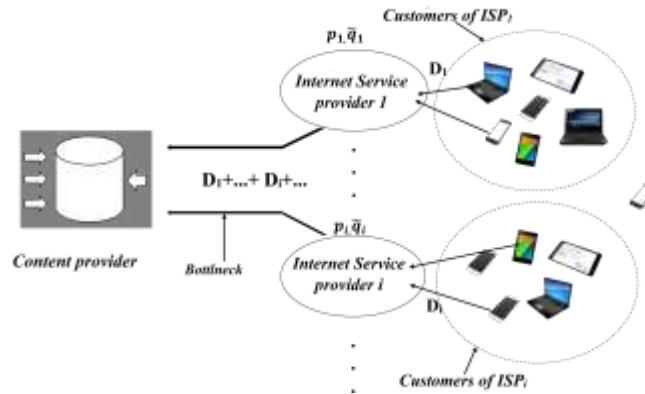 Customers of ISP₁
p₁,q̃₁
D₁
Internet Service
provider 1
D₁+...+ Dᵢ+...
pᵢ,q̃ᵢ
Content provider
Bottlneck
Internet Service
provider i
Dᵢ
Customers of ISPᵢ